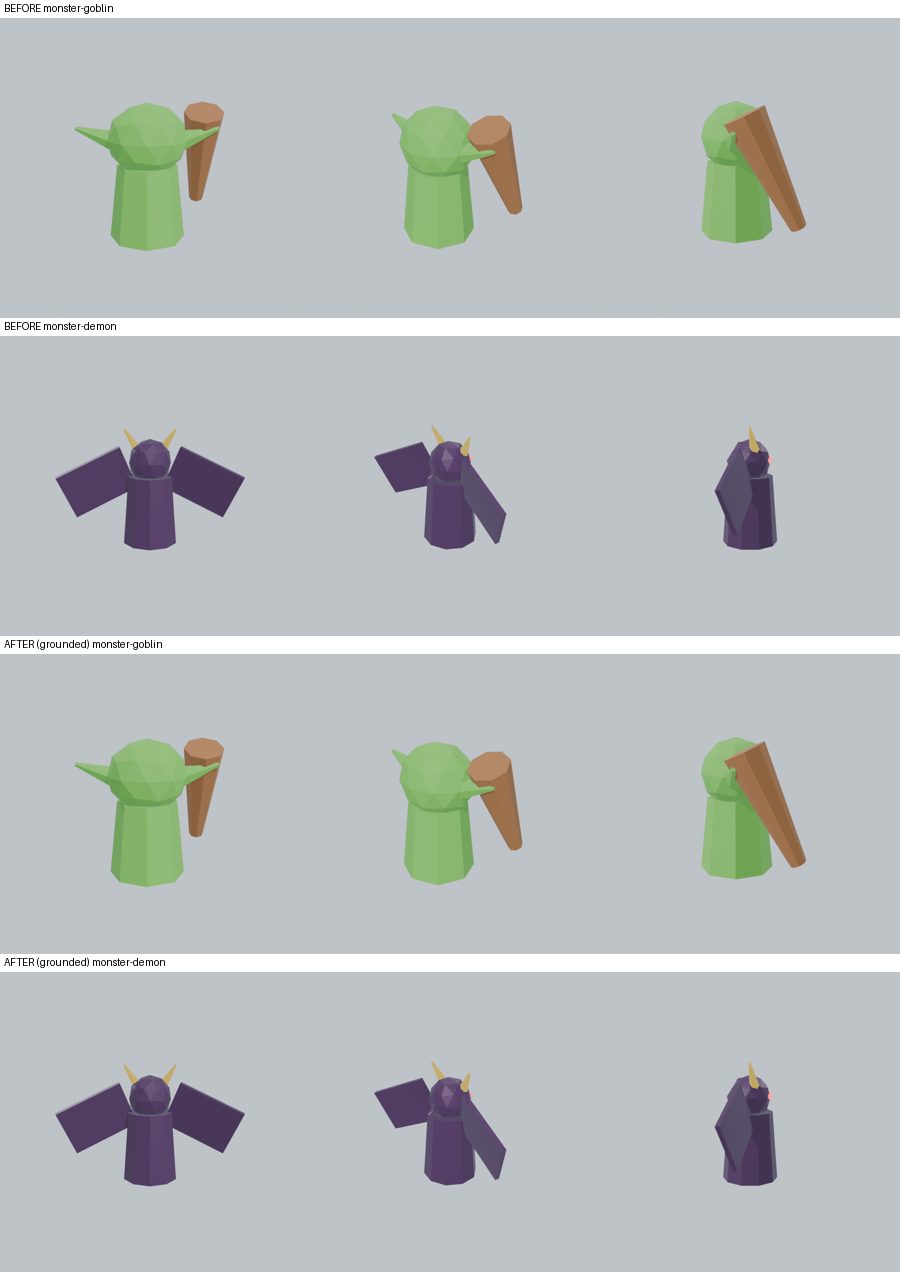 BEFORE monster-goblin
BEFORE monster-demon
AFTER (grounded) monster-goblin
AFTER (grounded) monster-demon